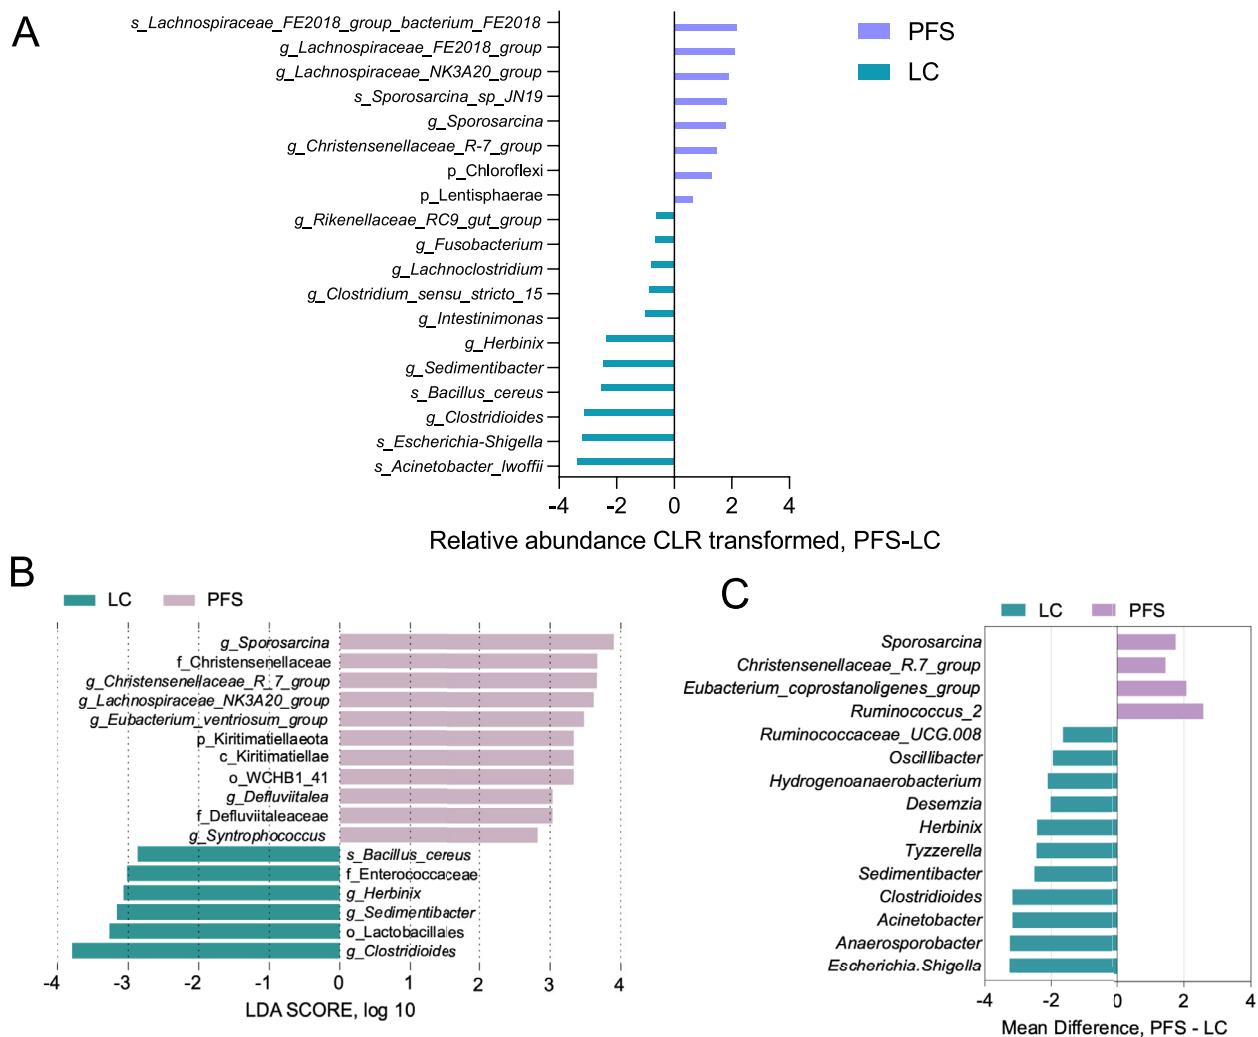 A
s_Lachnospiraceae_FE2018_group_bacterium_FE2018
g_Lachnospiraceae_FE2018_group
g_Lachnospiraceae_NK3A20_group
s_Sporosarcina_sp_JN19
g_Sporosarcina
g_Christensenellaceae_R-7_group
p_Chloroflexi
p_Lentisphaerae
g_Rikenellaceae_RC9_gut_group
g_Fusobacterium
g_Lachnoclostridium
g_Clostridium_sensu_stricto_15
g_Intestinimonas
g_Herbinix
g_Sedimentibacter
s_Bacillus_cereus
g_Clostridioides
s_Escherichia-Shigella
s_Acinetobacter_lwoffii
-4 -2 0 2 4
Relative abundance CLR transformed, PFS-LC
PFS
LC
B
LC PFS
g_Sporosarcina
f_Christensenellaceae
g_Christensenellaceae_R_7_group
g_Lachnospiraceae_NK3A20_group
g_Eubacterium_ventriosum_group
p_Kiritimatiellaeota
c_Kiritimatiellae
o_WCHB1_41
g_Defluviitalea
f_Defluviitaleaceae
g_Syntrophococcus
s_Bacillus_cereus
f_Enterococcaceae
g_Herbinix
g_Sedimentibacter
o_Lactobacillales
g_Clostridioides
-4 -3 -2 -1 0 1 2 3 4
LDA SCORE, log 10
C
LC PFS
Sporosarcina
Christensenellaceae_R.7_group
Eubacterium_coprostanoligenes_group
Ruminococcus_2
Ruminococcaceae_UCG.008
Oscillibacter
Hydrogenoanaerobacterium
Desemzia
Herbinix
Tyzzerella
Sedimentibacter
Clostridioides
Acinetobacter
Anaerosporobacter
Escherichia.Shigella
-4 -2 0 2 4
Mean Difference, PFS - LC